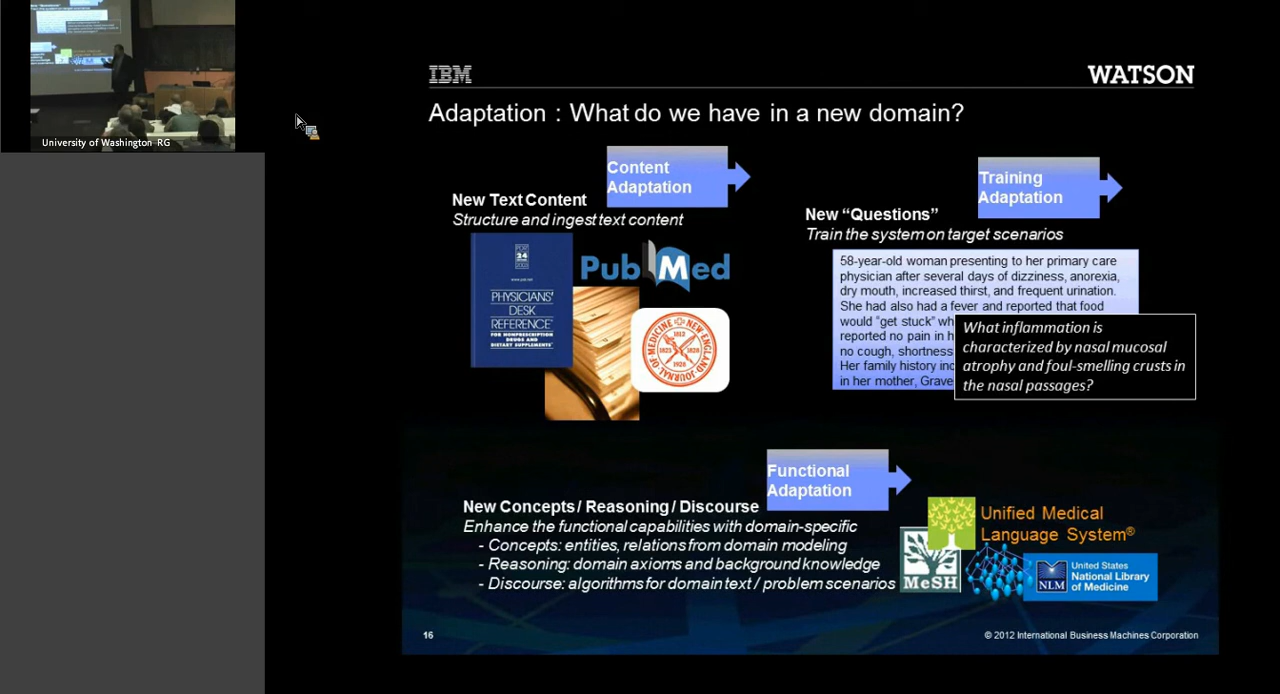 University of Washington RG
IBM
WATSON
Adaptation : What do we have in a new domain?
Content
Adaptation
New Text Content
Structure and ingest text content
PHYSICIANS'
DESK
REFERENCE
FOR NONPRESCRIPTION
DRUGS AND
DIETARY SUPPLEMENTS
PubMed
Training
Adaptation
New “Questions”
Train the system on target scenarios
58-year-old woman presenting to her primary care
physician after several days of dizziness, anorexia,
dry mouth, increased thirst, and frequent urination.
She had also had a fever and reported that food
would “get stuck” wh
reported no pain in h
no cough, shortness
Her family history inc
in her mother, Grave
What inflammation is
characterized by nasal mucosal
atrophy and foul-smelling crusts in
the nasal passages?
Functional
Adaptation
New Concepts / Reasoning / Discourse
Enhance the functional capabilities with domain-specific
- Concepts: entities, relations from domain modeling
- Reasoning: domain axioms and background knowledge
- Discourse: algorithms for domain text / problem scenarios
Unified Medical
Language System®
MeSH
NLM
United States
National Library
of Medicine
16
© 2012 International Business Machines Corporation